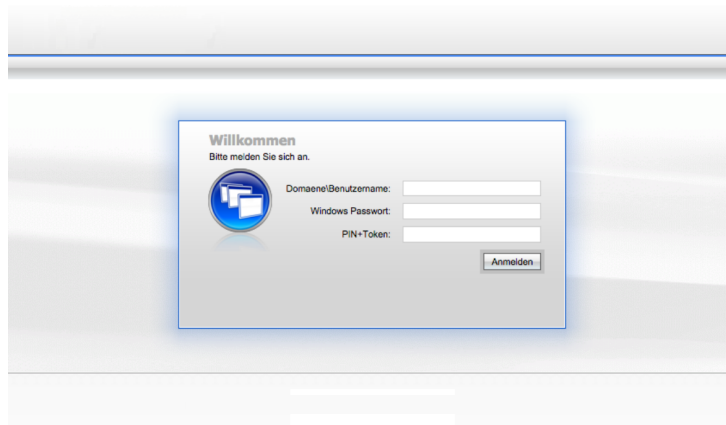 Willkommen
Bitte melden Sie sich an.
Domaene\Benutzername:
Windows Passwort:
PIN+Token:
Anmelden